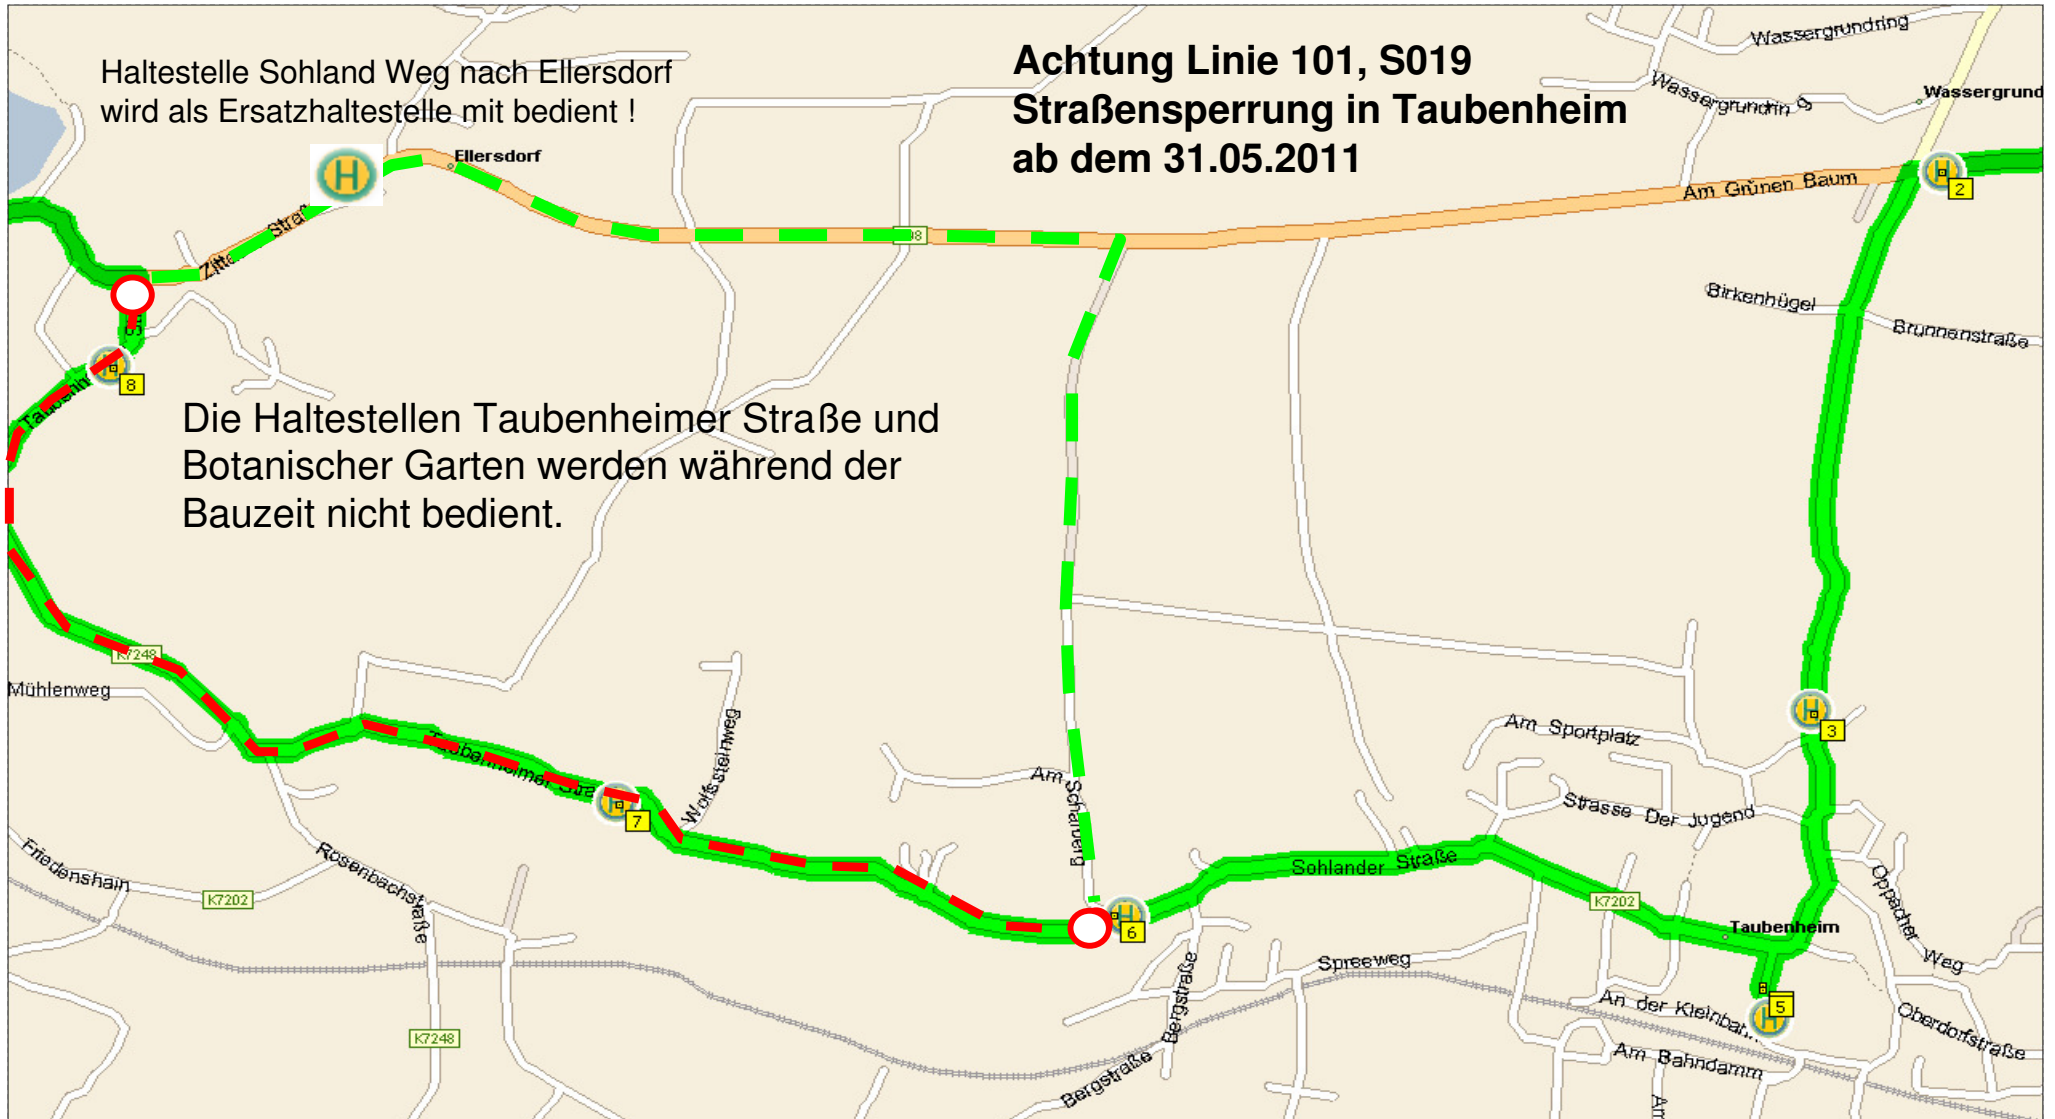 Haltestelle Sohland Weg nach Ellersdorf
wird als Ersatzhaltestelle mit bedient !
Achtung Linie 101, S019
Straßensperrung in Taubenheim
ab dem 31.05.2011
Wassergrundring
Wassergrundring
Wassergrund
H
Ellersdorf
Am Grünen Baum
H
2
Birkenhügel
Brunnenstraße
H
8
Die Haltestellen Taubenheimer Straße und
Botanischer Garten werden während der
Bauzeit nicht bedient.
K7248
Mühlenweg
Taubenheimer
H
7
Wolfssteinweg
Am Scharberg
Am Sportplatz
H
3
Strasse Der Jugend
Sohlander Straße
Friedenshain
K7202
Rosenbachstraße
H
6
K7202
Taubenheim
Oppacher Weg
Spreeweg
Bergstraße
An der Kleinbahn
H
5
Oberdorfstraße
K7248
Bergstraße
Am Bahndamm